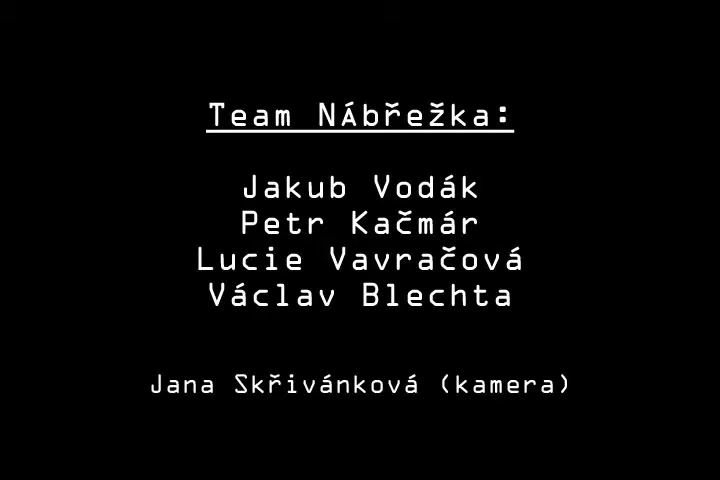 Team NÁbřežka:
Jakub Vodák
Petr Kačmár
Lucie Vavračová
Václav Blechta
Jana Skřivánková (kamera)